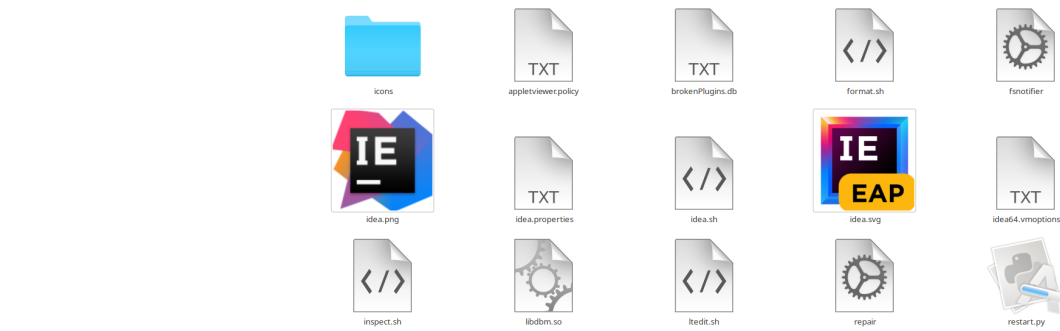 TXT
TXT
icons
appletviewer.policy
brokenPlugins.db
format.sh
fsnotifier
IE
IE
EAP
TXT
TXT
idea.png
idea.properties
idea.sh
idea.svg
idea64.vmoptions
inspect.sh
libdbm.so
ltedit.sh
repair
restart.py